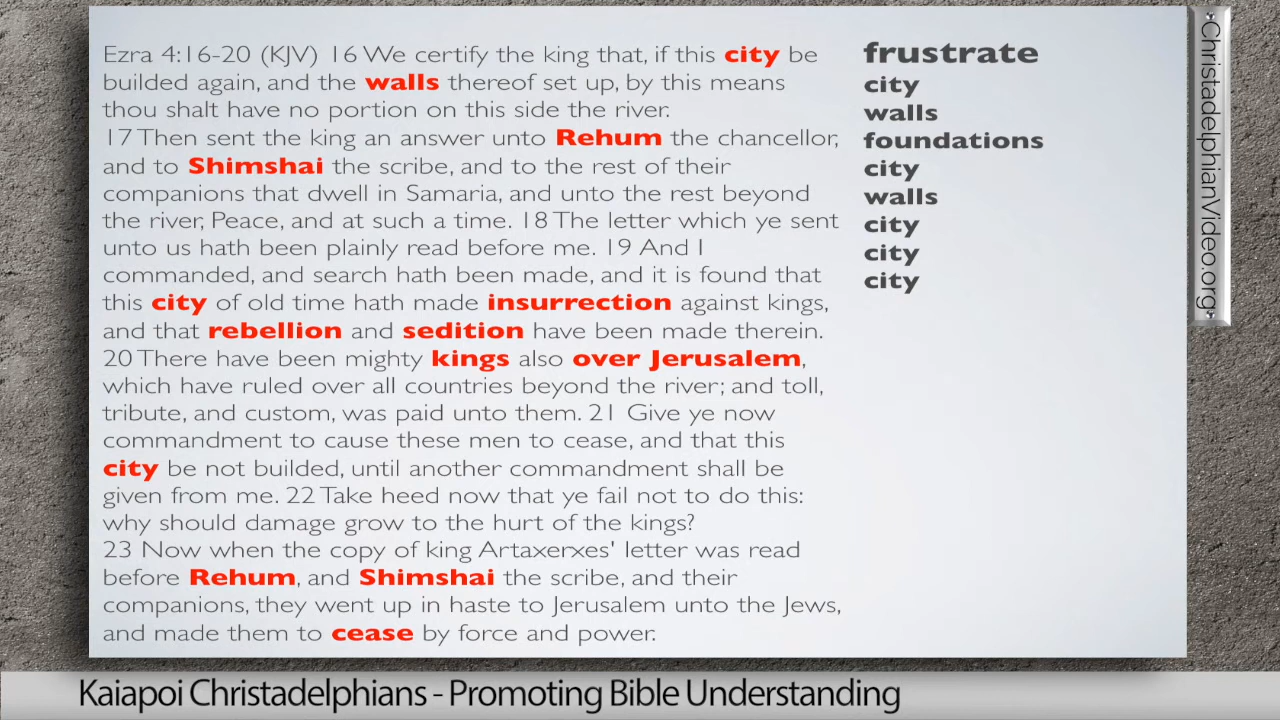 Ezra 4:16-20 (KJV) 16 We certify the king that, if this city be
builded again, and the walls thereof set up, by this means
thou shalt have no portion on this side the river.
17 Then sent the king an answer unto Rehum the chancellor,
and to Shimshai the scribe, and to the rest of their
companions that dwell in Samaria, and unto the rest beyond
the river, Peace, and at such a time. 18 The letter which ye sent
unto us hath been plainly read before me. 19 And I
commanded, and search hath been made, and it is found that
this city of old time hath made insurrection against kings,
and that rebellion and sedition have been made therein.
20 There have been mighty kings also over Jerusalem,
which have ruled over all countries beyond the river; and toll,
tribute, and custom, was paid unto them. 21 Give ye now
commandment to cause these men to cease, and that this
city be not builded, until another commandment shall be
given from me. 22 Take heed now that ye fail not to do this:
why should damage grow to the hurt of the kings?
23 Now when the copy of king Artaxerxes' letter was read
before Rehum, and Shimshai the scribe, and their
companions, they went up in haste to Jerusalem unto the Jews,
and made them to cease by force and power.
frustrate
city
walls
foundations
city
walls
city
city
city
ChristadelphianVideo.org
Kaiapoi Christadelphians - Promoting Bible Understanding